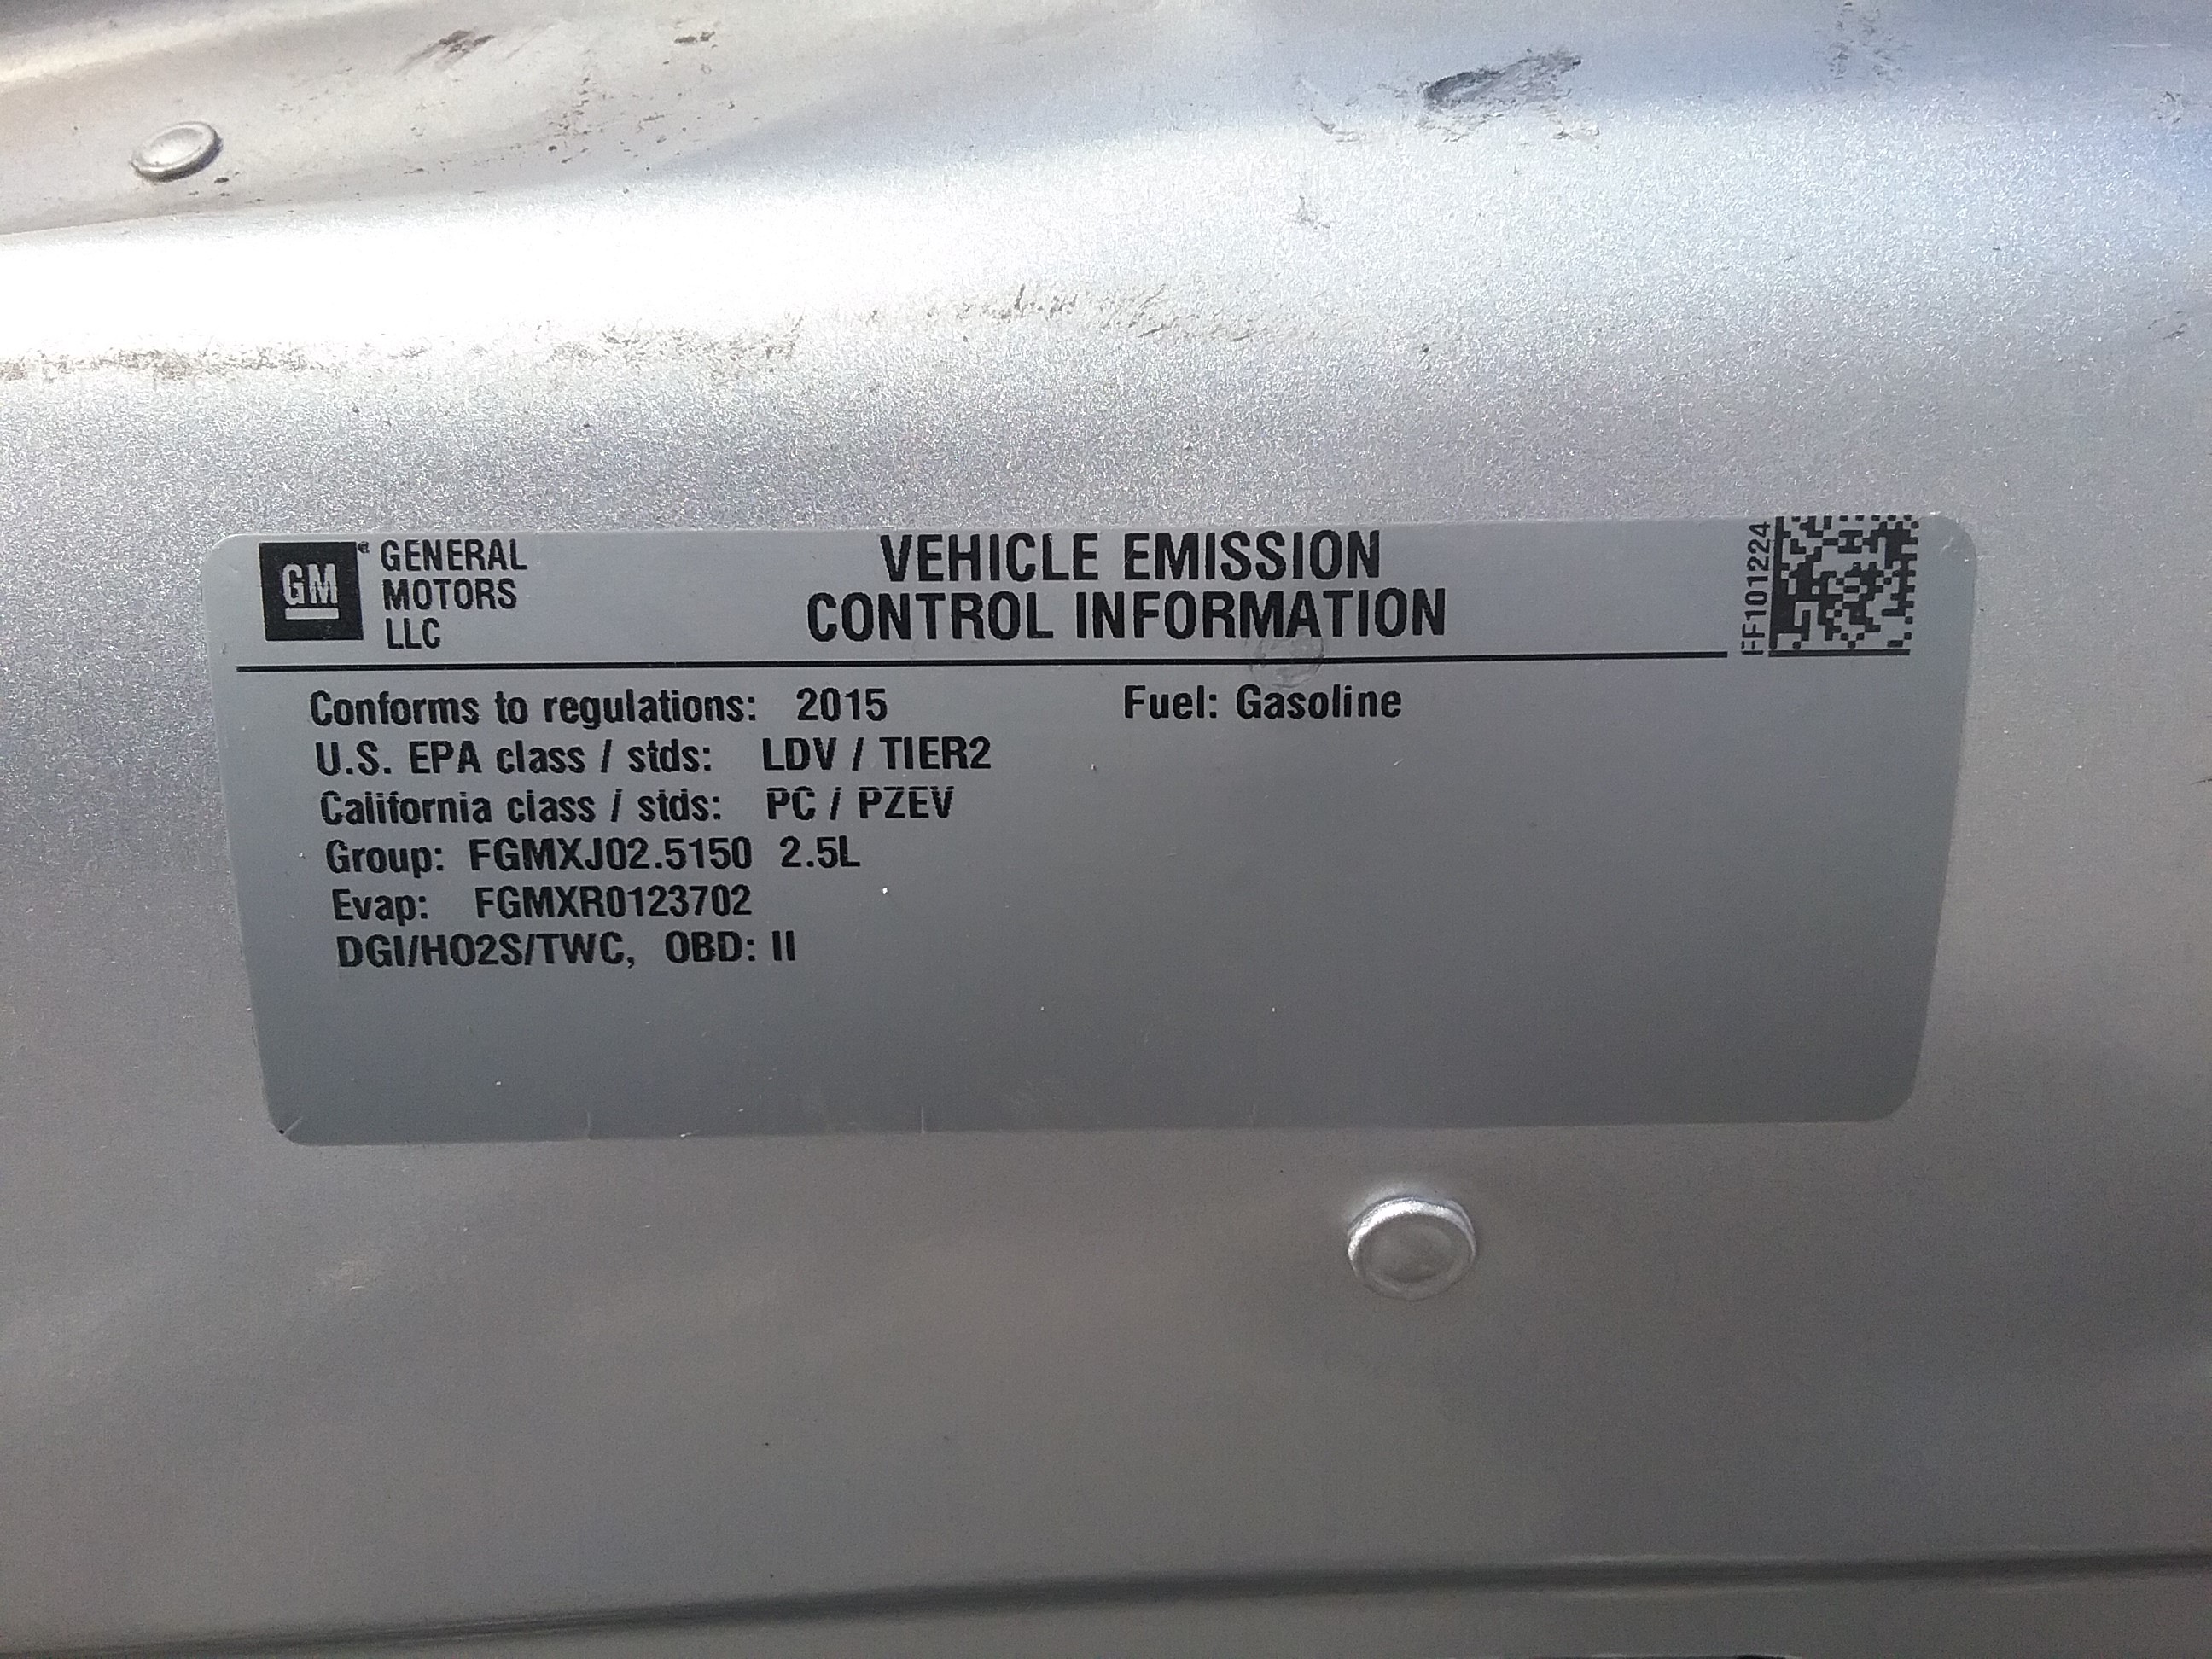 GM
® GENERAL
MOTORS
LLC
VEHICLE EMISSION
CONTROL INFORMATION
FF101224
Conforms to regulations: 2015 Fuel: Gasoline
U.S. EPA class / stds: LDV / TIER2
California class / stds: PC / PZEV
Group: FGMXJ02.5150 2.5L
Evap: FGMXR0123702
DGI/HO2S/TWC, OBD: II